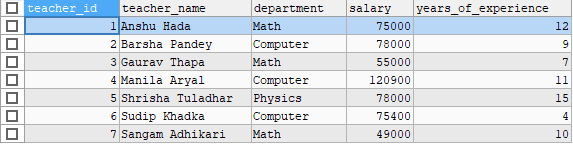 teacher_id teacher_name department salary years_of_experience
1 Anshu Hada Math 75000 12
2 Barsha Pandey Computer 78000 9
3 Gaurav Thapa Math 55000 7
4 Manila Aryal Computer 120900 11
5 Shrisha Tuladhar Physics 78000 15
6 Sudip Khadka Computer 75400 4
7 Sangam Adhikari Math 49000 10